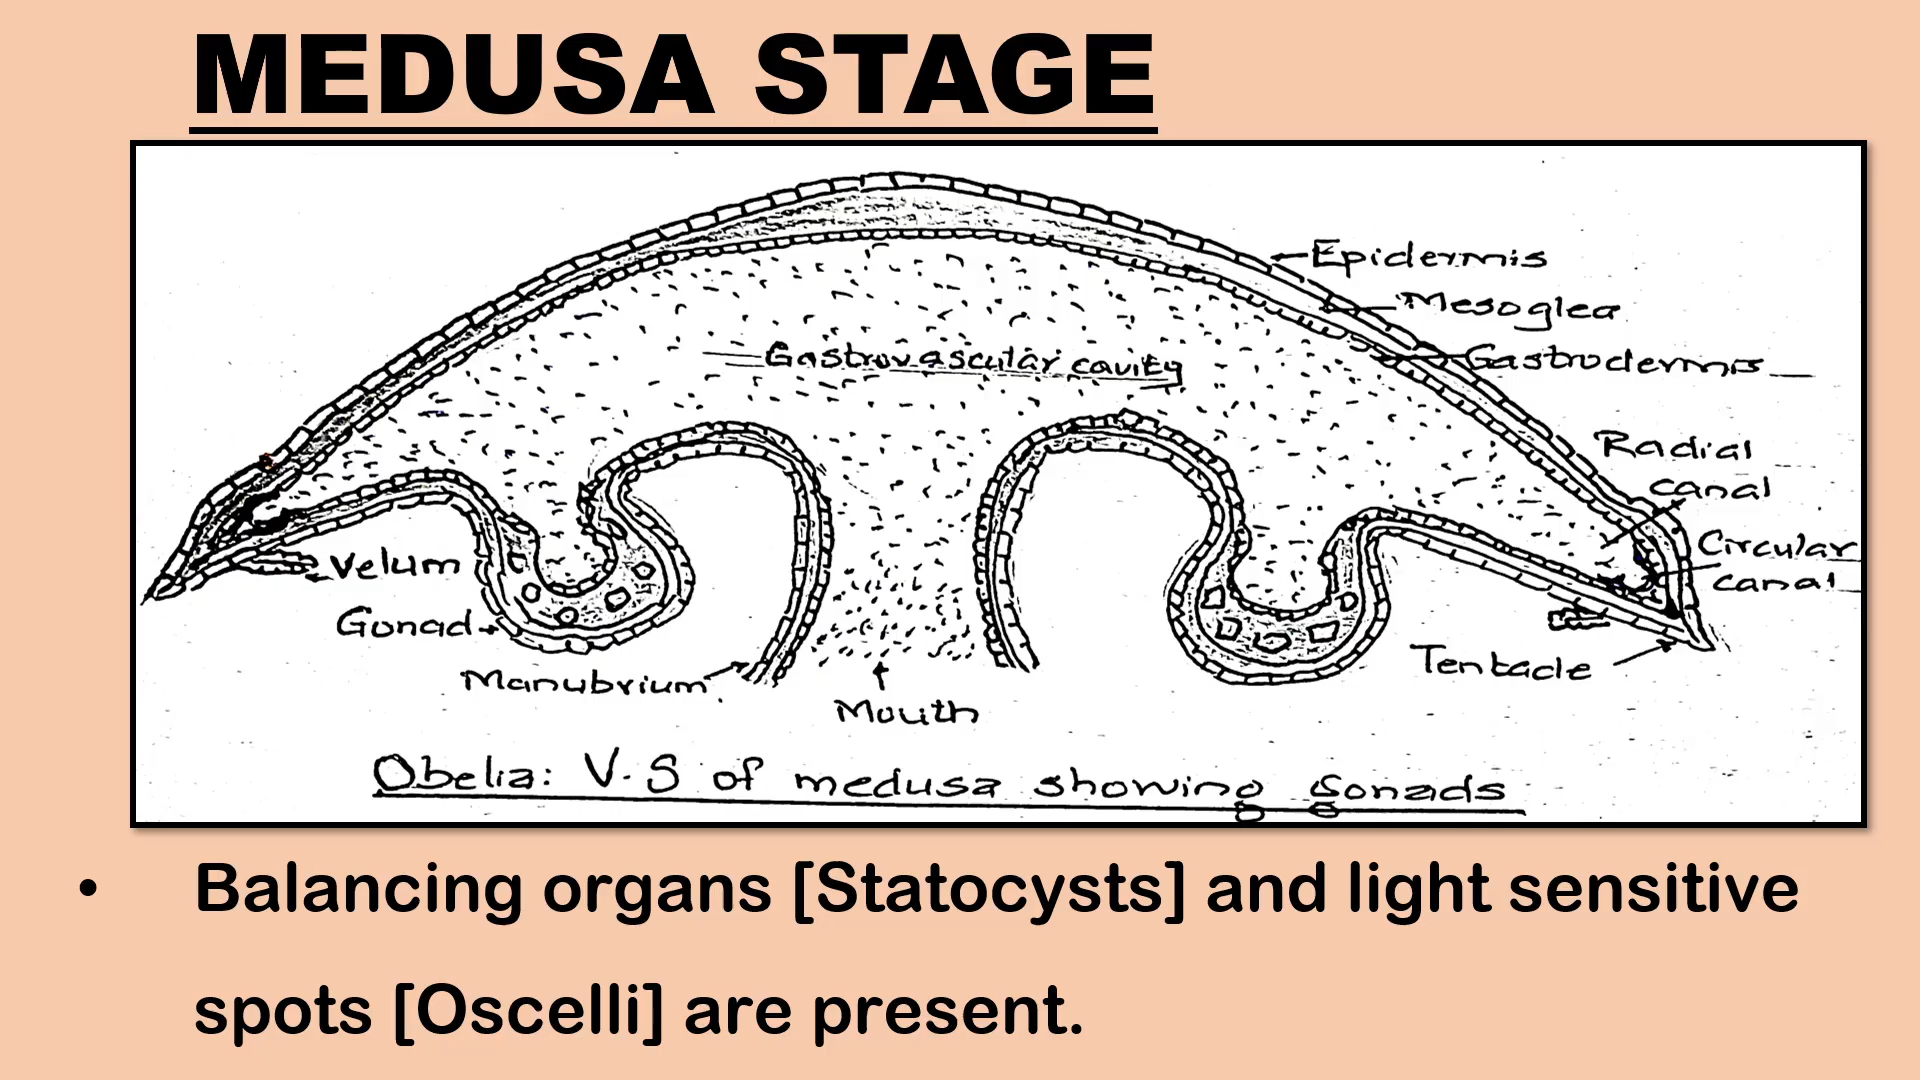 MEDUSA STAGE
Epidermis
Mesoglea
Gastrovascular cavity
Gastrodermis
Radial
canal
Circular
canal
Velum
Gonad
Manubrium
Mouth
Tentacle
Obelia: V.S of medusa showing Gonads
• Balancing organs [Statocysts] and light sensitive
spots [Oscelli] are present.